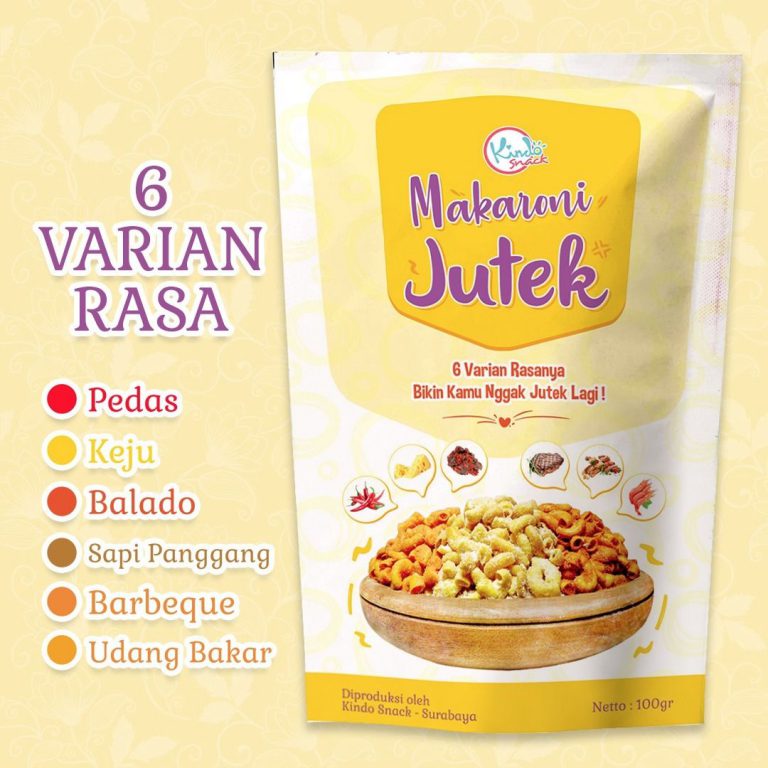 6
VARIAN
RASA
Pedas
Keju
Balado
Sapi Panggang
Barbeque
Udang Bakar
Kindo
snack
Makaroni
Jutek
6 Varian Rasanya
Bikin Kamu Nggak Jutek Lagi !
Diproduksi oleh
Kindo Snack - Surabaya
Netto : 100gr